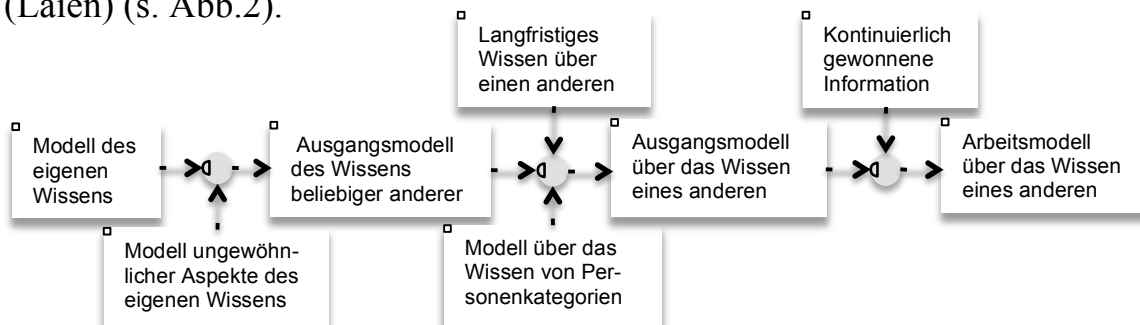 (Laien) (s. Abb.2).
Langfristiges
Wissen über
einen anderen
Kontinuierlich
gewonnene
Information
Modell des
eigenen
Wissens
Ausgangsmodell
des Wissens
beliebiger anderer
Ausgangsmodell
über das Wissen
eines anderen
Arbeitsmodell
über das Wissen
eines anderen
Modell ungewöhn-
licher Aspekte des
eigenen Wissens
Modell über das
Wissen von Per-
sonenkategorien